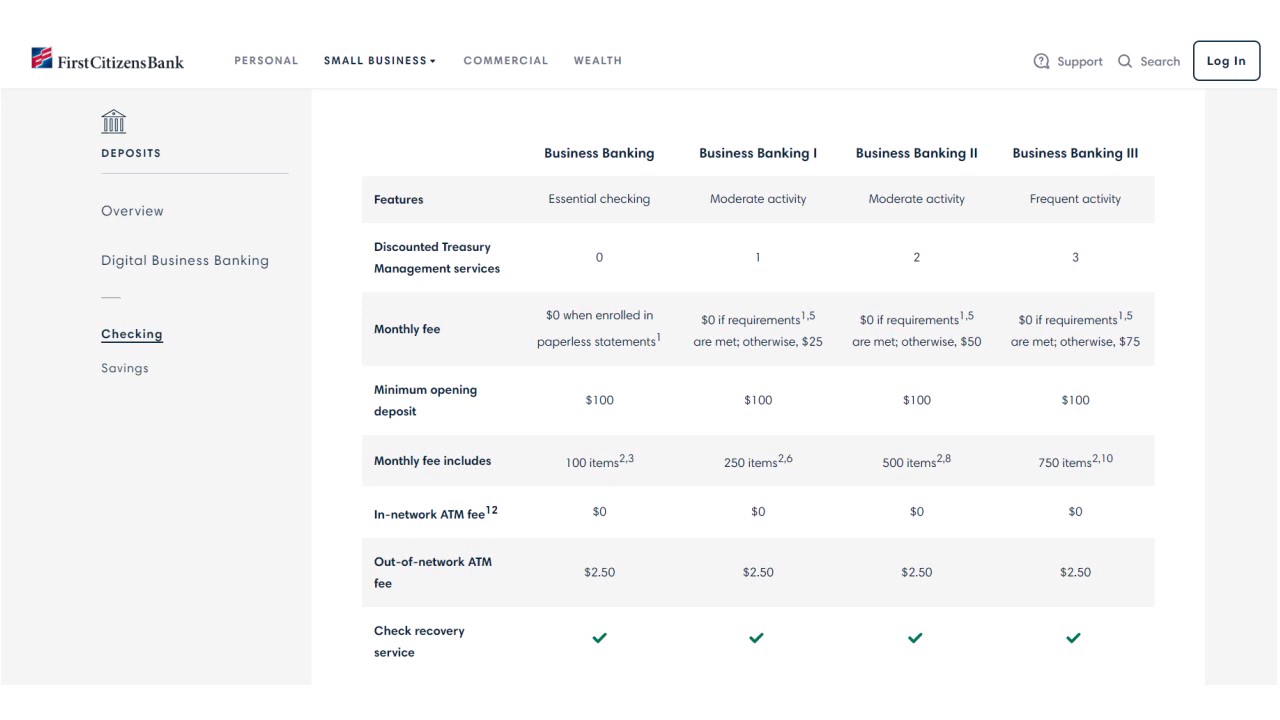 First Citizens Bank
PERSONAL
SMALL BUSINESS
COMMERCIAL
WEALTH
Support
Search
Log In
DEPOSITS
Overview
Digital Business Banking
Checking
Savings
Business Banking
Business Banking I
Business Banking II
Business Banking III
Features
Essential checking
Moderate activity
Moderate activity
Frequent activity
Discounted Treasury
Management services
0
1
2
3
Monthly fee
$0 when enrolled in
paperless statements1
$0 if requirements1,5
are met; otherwise, $25
$0 if requirements1,5
are met; otherwise, $50
$0 if requirements1,5
are met; otherwise, $75
Minimum opening
deposit
$100
$100
$100
$100
Monthly fee includes
100 items2,3
250 items2,6
500 items2,8
750 items2,10
In-network ATM fee12
$0
$0
$0
$0
Out-of-network ATM
fee
$2.50
$2.50
$2.50
$2.50
Check recovery
service